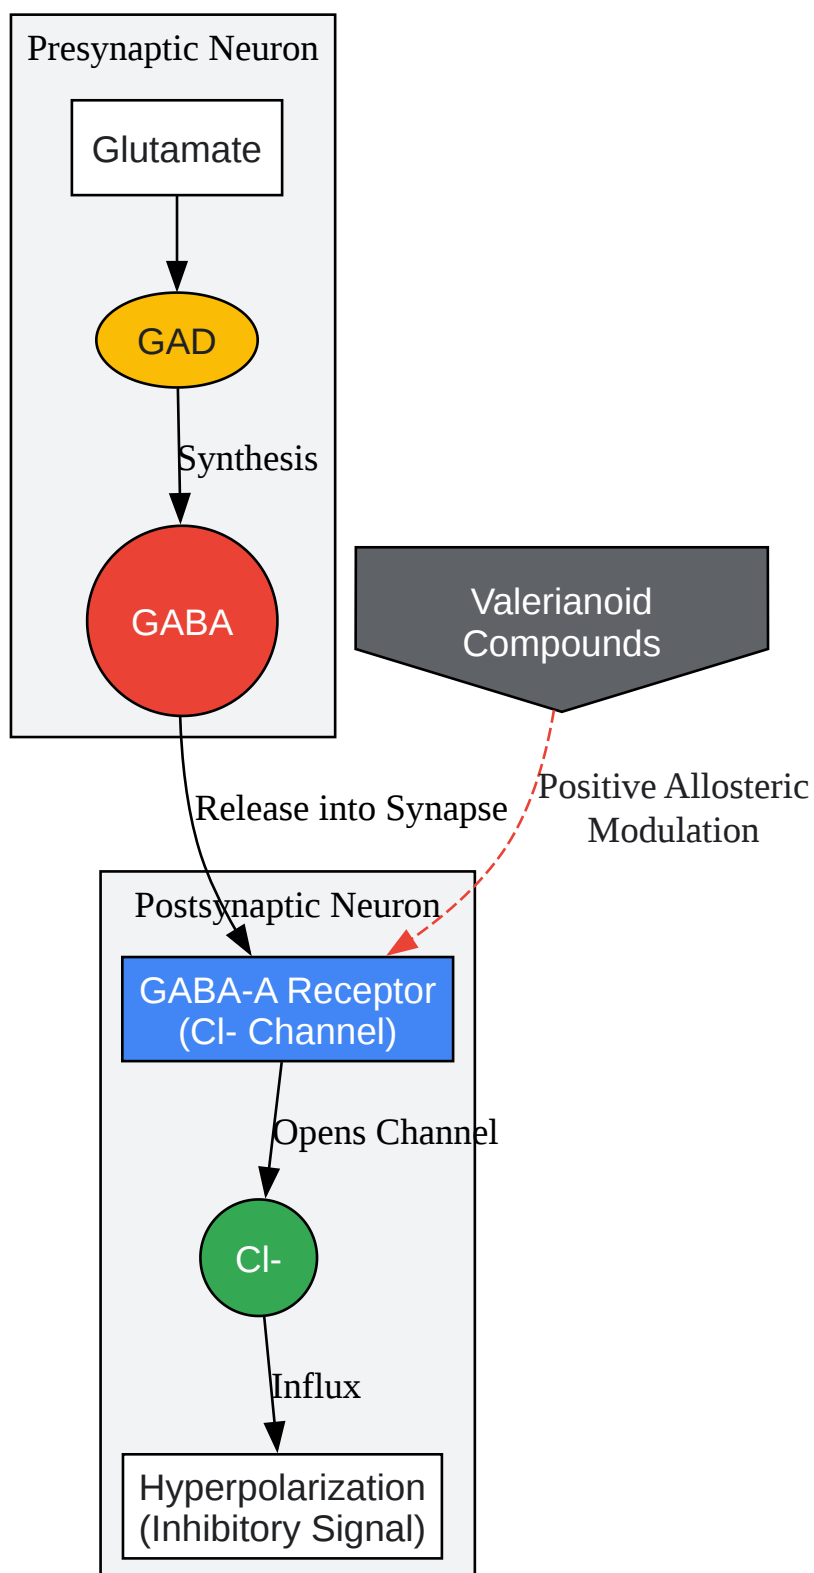 Presynaptic Neuron
Glutamate
GAD
Synthesis
GABA
Valerianoid
Compounds
Release into Synapse
Positive Allosteric
Modulation
Postsynaptic Neuron
GABA-A Receptor
(Cl- Channel)
Opens Channel
Cl-
Influx
Hyperpolarization
(Inhibitory Signal)